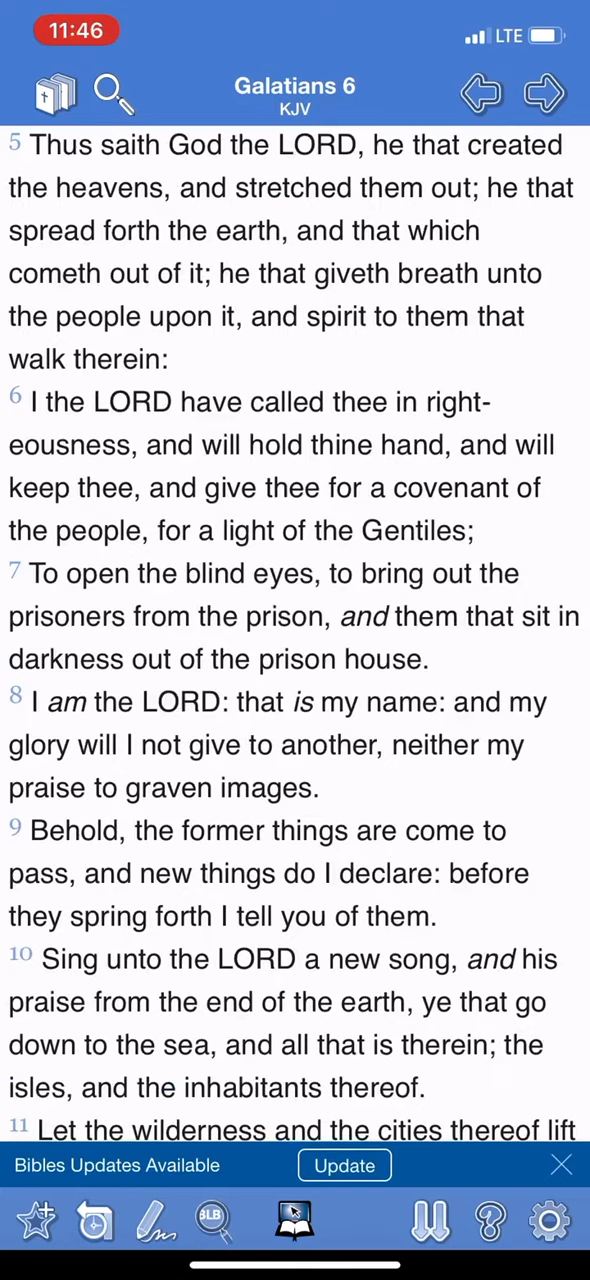 11:46
LTE
Galatians 6
KJV
5 Thus saith God the LORD, he that created
the heavens, and stretched them out; he that
spread forth the earth, and that which
cometh out of it; he that giveth breath unto
the people upon it, and spirit to them that
walk therein:
6 I the LORD have called thee in right-
eousness, and will hold thine hand, and will
keep thee, and give thee for a covenant of
the people, for a light of the Gentiles;
7 To open the blind eyes, to bring out the
prisoners from the prison, and them that sit in
darkness out of the prison house.
8 I am the LORD: that is my name: and my
glory will I not give to another, neither my
praise to graven images.
9 Behold, the former things are come to
pass, and new things do I declare: before
they spring forth I tell you of them.
10 Sing unto the LORD a new song, and his
praise from the end of the earth, ye that go
down to the sea, and all that is therein; the
isles, and the inhabitants thereof.
11 Let the wilderness and the cities thereof lift
Bibles Updates Available
Update
BLB